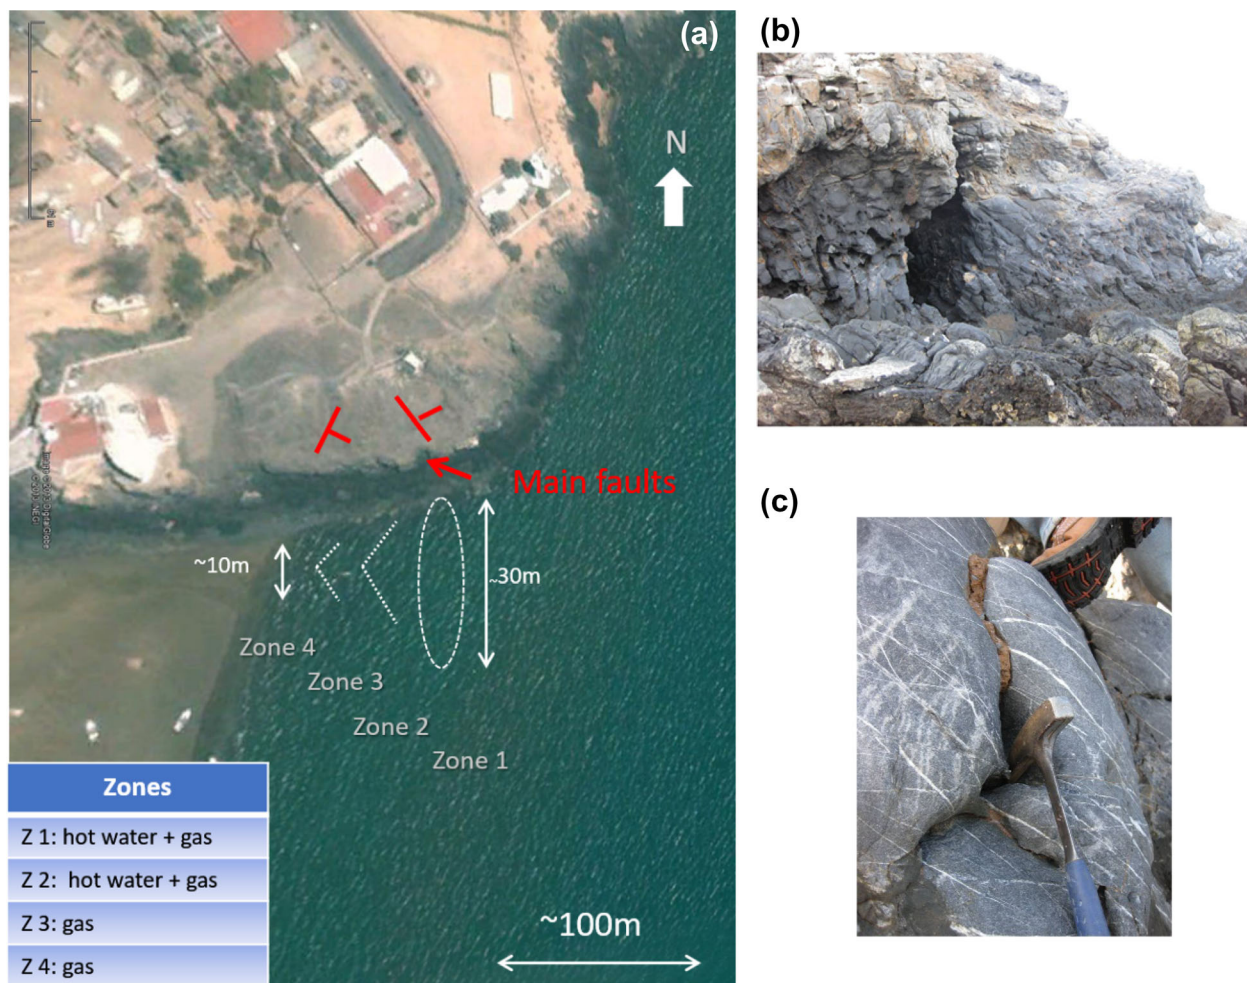 (a)
N
Main faults
~10m
~30m
Zone 4
Zone 3
Zone 2
Zone 1
Zones
Z 1: hot water + gas
Z 2: hot water + gas
Z 3: gas
Z 4: gas
~100m
(b)
(c)